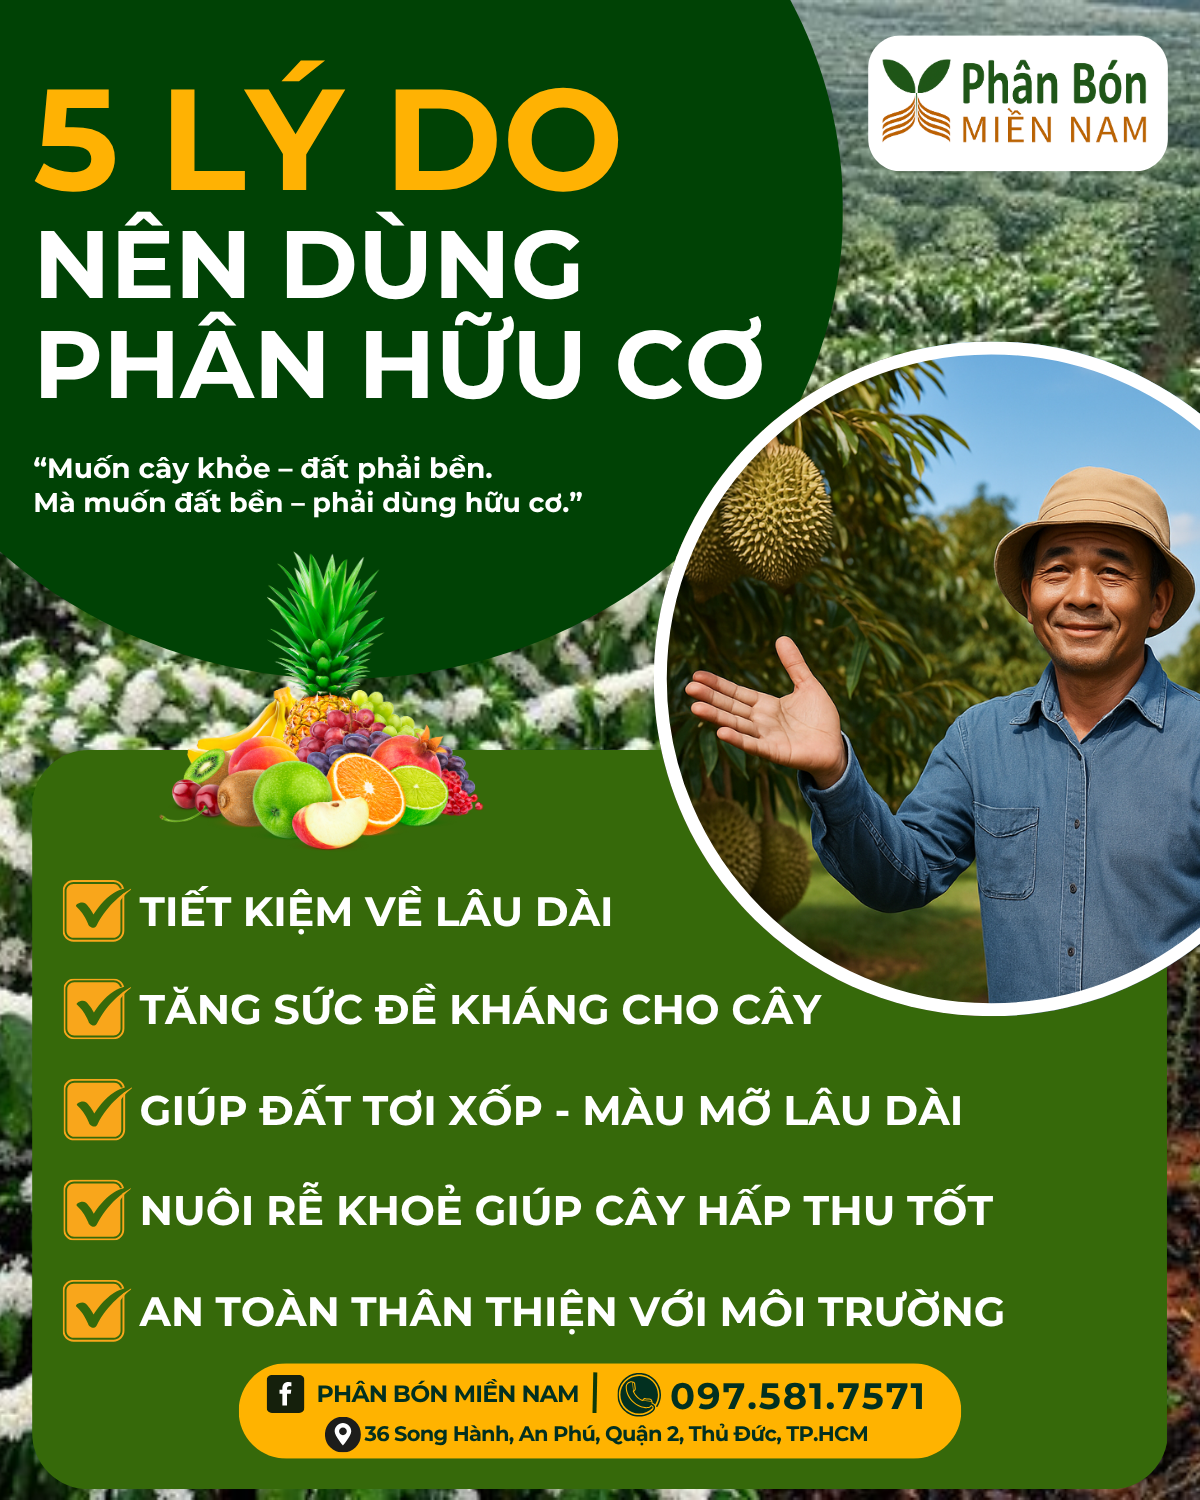 5 LÝ DO
Phân Bón
MIỀN NAM
NÊN DÙNG
PHÂN HỮU CƠ
“Muốn cây khỏe – đất phải bền.
Mà muốn đất bền – phải dùng hữu cơ.”
TIẾT KIỆM VỀ LÂU DÀI
TĂNG SỨC ĐỀ KHÁNG CHO CÂY
GIÚP ĐẤT TƠI XỐP - MÀU MỠ LÂU DÀI
NUÔI RỄ KHOẺ GIÚP CÂY HẤP THU TỐT
AN TOÀN THÂN THIỆN VỚI MÔI TRƯỜNG
PHÂN BÓN MIỀN NAM | 097.581.7571
36 Song Hành, An Phú, Quận 2, Thủ Đức, TP.HCM